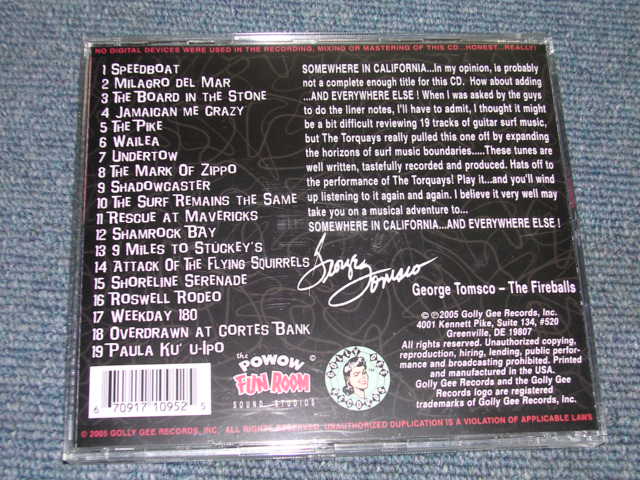 NO DIGITAL DEVICES WERE USED IN THE RECORDING, MIXING OR MASTERING OF THIS CD...HONEST...REALLY!
1 SPEEDBOAT
2 MILAGRO DEL MAR
3 THE BOARD IN THE STONE
4 JAMAICAN ME CRAZY
5 THE PIKE
6 WAILEA
7 UNDERTOW
8 THE MARK OF ZIPPO
9 SHADOWCASTER
10 THE SURF REMAINS THE SAME
11 RESCUE AT MAVERICKS
12 SHAMROCK BAY
13 9 MILES TO STUCKEY'S
14 ATTACK OF THE FLYING SQUIRRELS
15 SHORELINE SERENADE
16 ROSWELL RODEO
17 WEEKDAY 180
18 OVERDRAWN AT CORTES BANK
19 PAULA KU' U-IPO
SOMEWHERE IN CALIFORNIA...In my opinion, is probably
not a complete enough title for this CD. How about adding
...AND EVERYWHERE ELSE ! When I was asked by the guys
to do the liner notes, I'll have to admit, I thought it might
be a bit difficult reviewing 19 tracks of guitar surf music,
but The Torquays really pulled this one off by expanding
the horizons of surf music boundaries.....These tunes are
well written, tastefully recorded and produced. Hats off to
the performance of The Torquays! Play it...and you'll wind
up listening to it again and again. I believe it very well may
take you on a musical adventure to...
SOMEWHERE IN CALIFORNIA...AND EVERYWHERE ELSE !
George Tomsco
George Tomsco – The Fireballs
℗©2005 Golly Gee Records, Inc.
4001 Kennett Pike, Suite 134, #520
Greenville, DE 19807
All rights reserved. Unauthorized copying,
reproduction, hiring, lending, public perfor-
mance and broadcasting prohibited. Printed
and manufactured in the USA.
Golly Gee Records and the Golly Gee
Records logo are registered
trademarks of Golly Gee Records, Inc.
6 70917 10952 5
the POWOW ©
FUN ROOM
SOUND STUDIOS
GOLLY GEE
RECORDS
© 2005 GOLLY GEE RECORDS, INC. ALL RIGHTS RESERVED. UNAUTHORIZED DUPLICATION IS A VIOLATION OF APPLICABLE LAWS